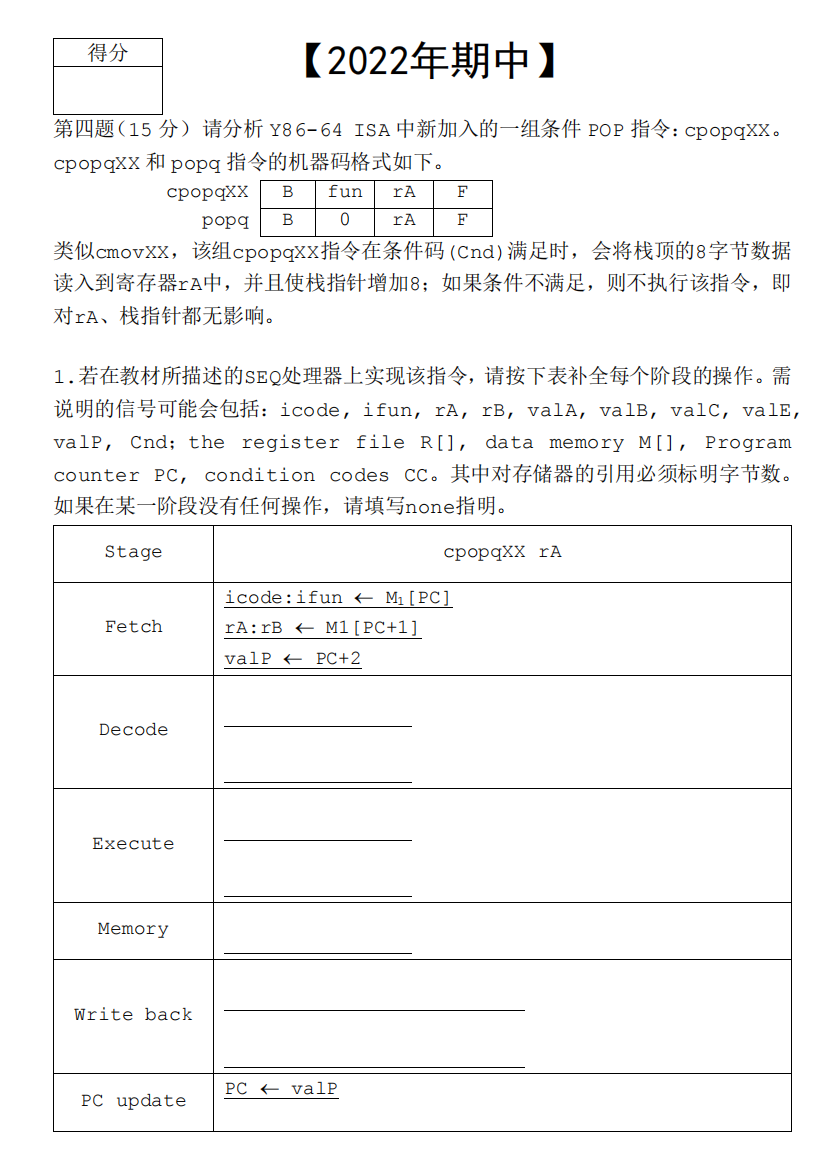 得分
【2022年期中】
第四题(15 分) 请分析 Y86-64 ISA 中新加入的一组条件 POP 指令:cpopqXX。
cpopqXX 和 popq 指令的机器码格式如下。
cpopqXX B fun rA F
popq B 0 rA F
类似cmovXX，该组cpopqXX指令在条件码(Cnd)满足时，会将栈顶的8字节数据
读入到寄存器rA中，并且使栈指针增加8；如果条件不满足，则不执行该指令，即
对rA、栈指针都无影响。
1.若在教材所描述的SEQ处理器上实现该指令,请按下表补全每个阶段的操作。需
说明的信号可能会包括: icode, ifun, rA, rB, valA, valB, valC, valE,
valP, Cnd; the register file R[], data memory M[], Program
counter PC, condition codes CC。其中对存储器的引用必须标明字节数。
如果在某一阶段没有任何操作，请填写none指明。
Stage cpopqXX rA
Fetch
icode:ifun ← M₁[PC]
rA:rB ← M1[PC+1]
valP ← PC+2
Decode
Execute
Memory
Write back
PC update
PC ← valP